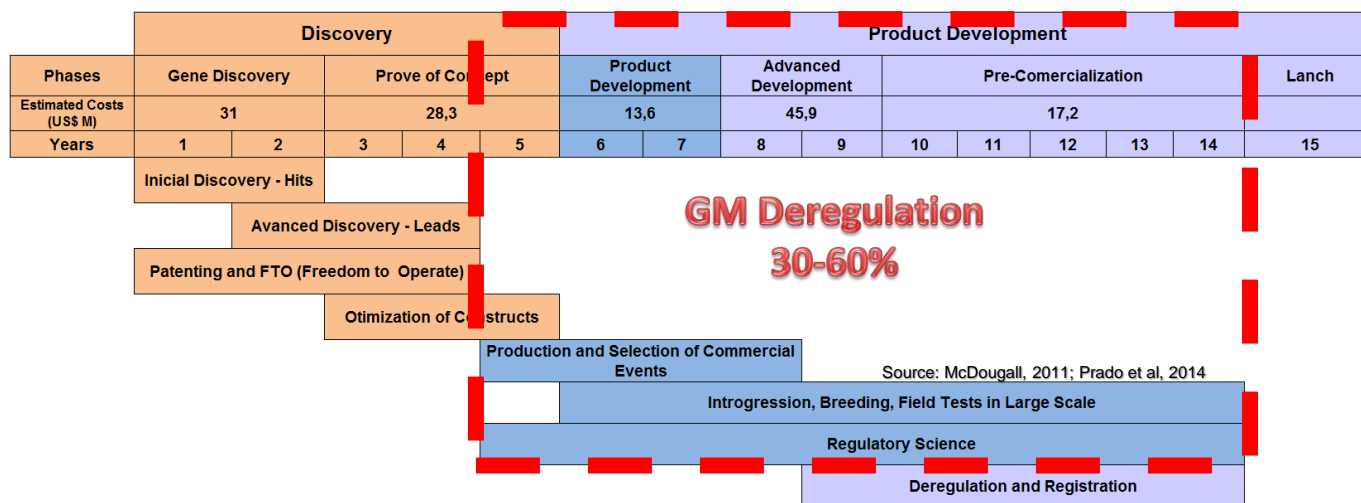 Discovery
Product Development
Phases
Gene Discovery
Prove of Concept
Product
Development
Advanced
Development
Pre-Comercialization
Lanch
Estimated Costs
(US$ M)
31
28,3
13,6
45,9
17,2
Years
1
2
3
4
5
6
7
8
9
10
11
12
13
14
15
Inicial Discovery - Hits
Avanced Discovery - Leads
GM Deregulation
30-60%
Patenting and FTO (Freedom to Operate)
Otimization of Constructs
Production and Selection of Commercial
Events
Source: McDougall, 2011; Prado et al, 2014
Introgression, Breeding, Field Tests in Large Scale
Regulatory Science
Deregulation and Registration